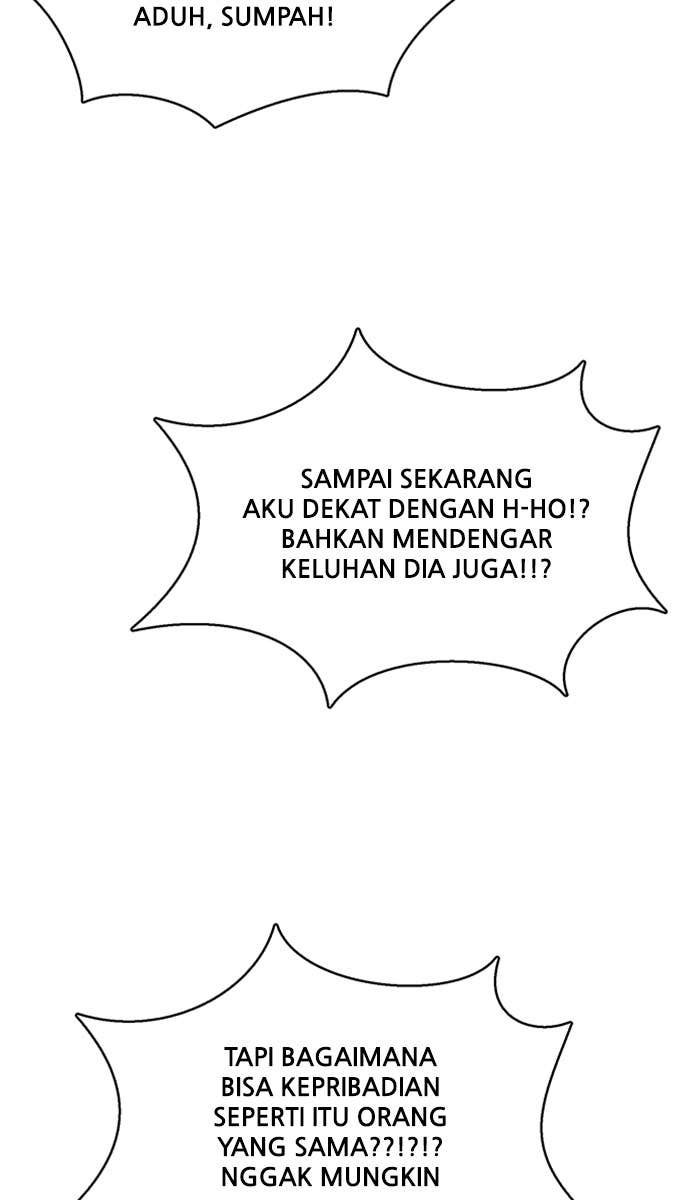 ADUH, SUMPAH!
SAMPAI SEKARANG
AKU DEKAT DENGAN H-HO!?
BAHKAN MENDENGAR
KELUHAN DIA JUGA!!?
TAPI BAGAIMANA
BISA KEPRIBADIAN
SEPERTI ITU ORANG
YANG SAMA??!?!?
NGGAK MUNGKIN